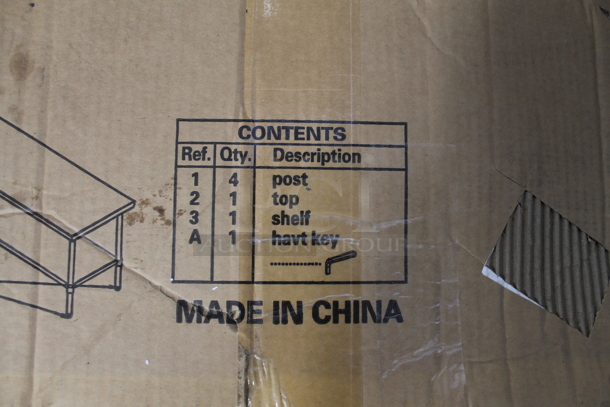 CONTENTS
Ref. Qty. Description
1 4 post
2 1 top
3 1 shelf
A 1 havt key
MADE IN CHINA